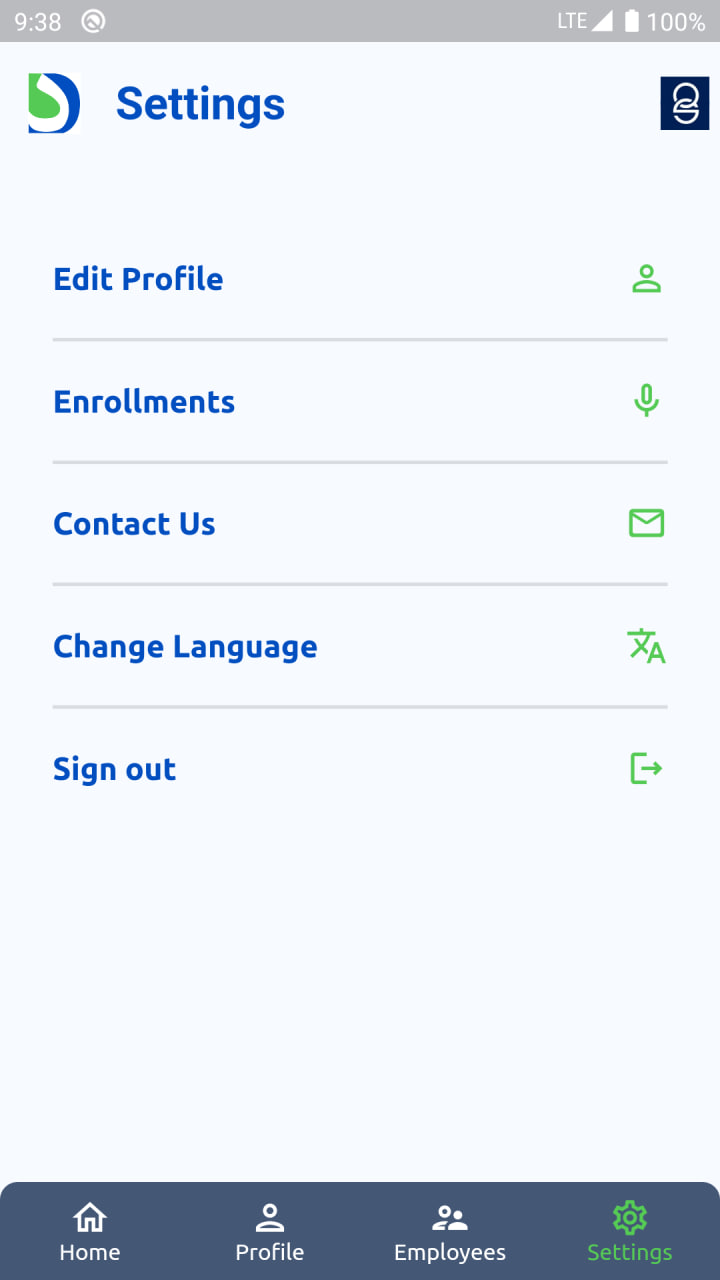 9:38
LTE 100%
Settings
Edit Profile
Enrollments
Contact Us
Change Language
Sign out
Home
Profile
Employees
Settings